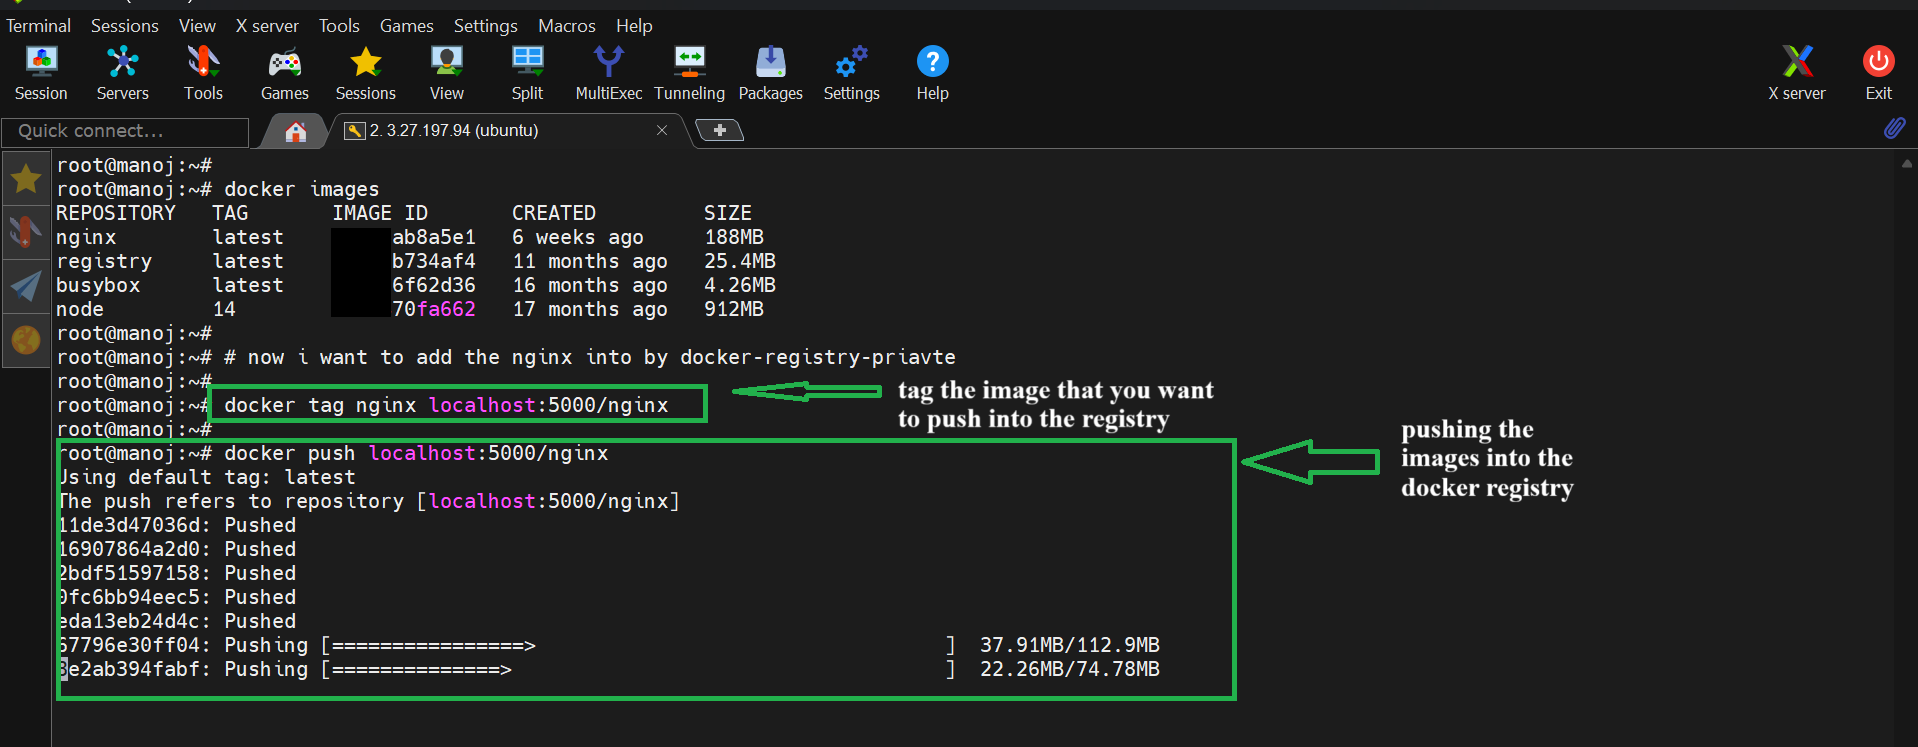 Terminal Sessions View X server Tools Games Settings Macros Help
Session Servers Tools Games Sessions View Split MultiExec Tunneling Packages Settings Help X server Exit
Quick connect...
2. 3.27.197.94 (ubuntu)
root@manoj:~#
root@manoj:~# docker images
REPOSITORY TAG IMAGE ID CREATED SIZE
nginx latest ab8a5e1 6 weeks ago 188MB
registry latest b734af4 11 months ago 25.4MB
busybox latest 6f62d36 16 months ago 4.26MB
node 14 70fa662 17 months ago 912MB
root@manoj:~#
root@manoj:~# # now i want to add the nginx into by docker-registry-priavte
root@manoj:~#
root@manoj:~# docker tag nginx localhost:5000/nginx
root@manoj:~#
root@manoj:~# docker push localhost:5000/nginx
Using default tag: latest
The push refers to repository [localhost:5000/nginx]
11de3d47036d: Pushed
16907864a2d0: Pushed
2bdf51597158: Pushed
0fc6bb94eec5: Pushed
eda13eb24d4c: Pushed
67796e30ff04: Pushing [================> ] 37.91MB/112.9MB
8e2ab394fabf: Pushing [==============> ] 22.26MB/74.78MB
tag the image that you want
to push into the registry
pushing the
images into the
docker registry